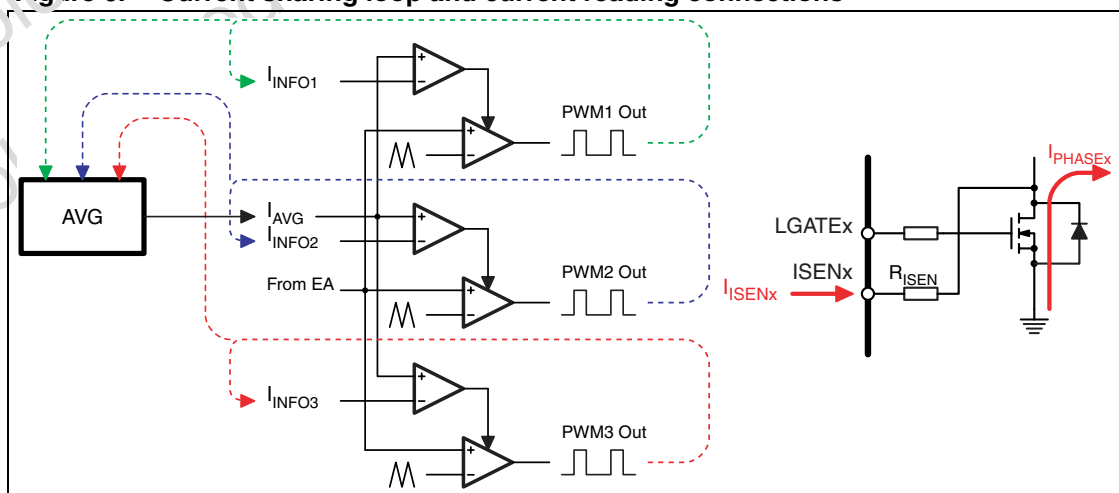 Current sharing loop and current reading connections
I_INFO1
PWM1 Out
AVG
I_AVG
I_INFO2
From EA
PWM2 Out
I_INFO3
PWM3 Out
I_PHASEx
LGATEx
ISENx
R_ISEN
I_ISENx
+
−
+
−
+
−
+
−
+
−
+
−